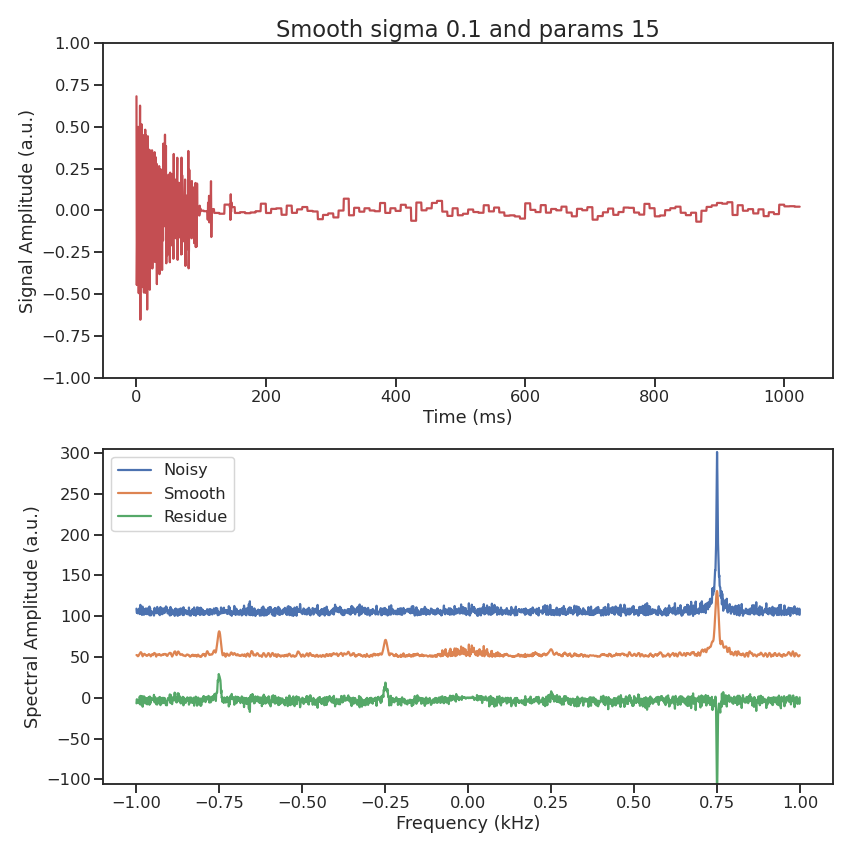 Smooth sigma 0.1 and params 15
1.00
0.75
0.50
0.25
0.00
−0.25
−0.50
−0.75
−1.00
Signal Amplitude (a.u.)
0 200 400 600 800 1000
Time (ms)
300
250
200
150
100
50
0
−50
−100
Spectral Amplitude (a.u.)
Noisy
Smooth
Residue
−1.00 −0.75 −0.50 −0.25 0.00 0.25 0.50 0.75 1.00
Frequency (kHz)